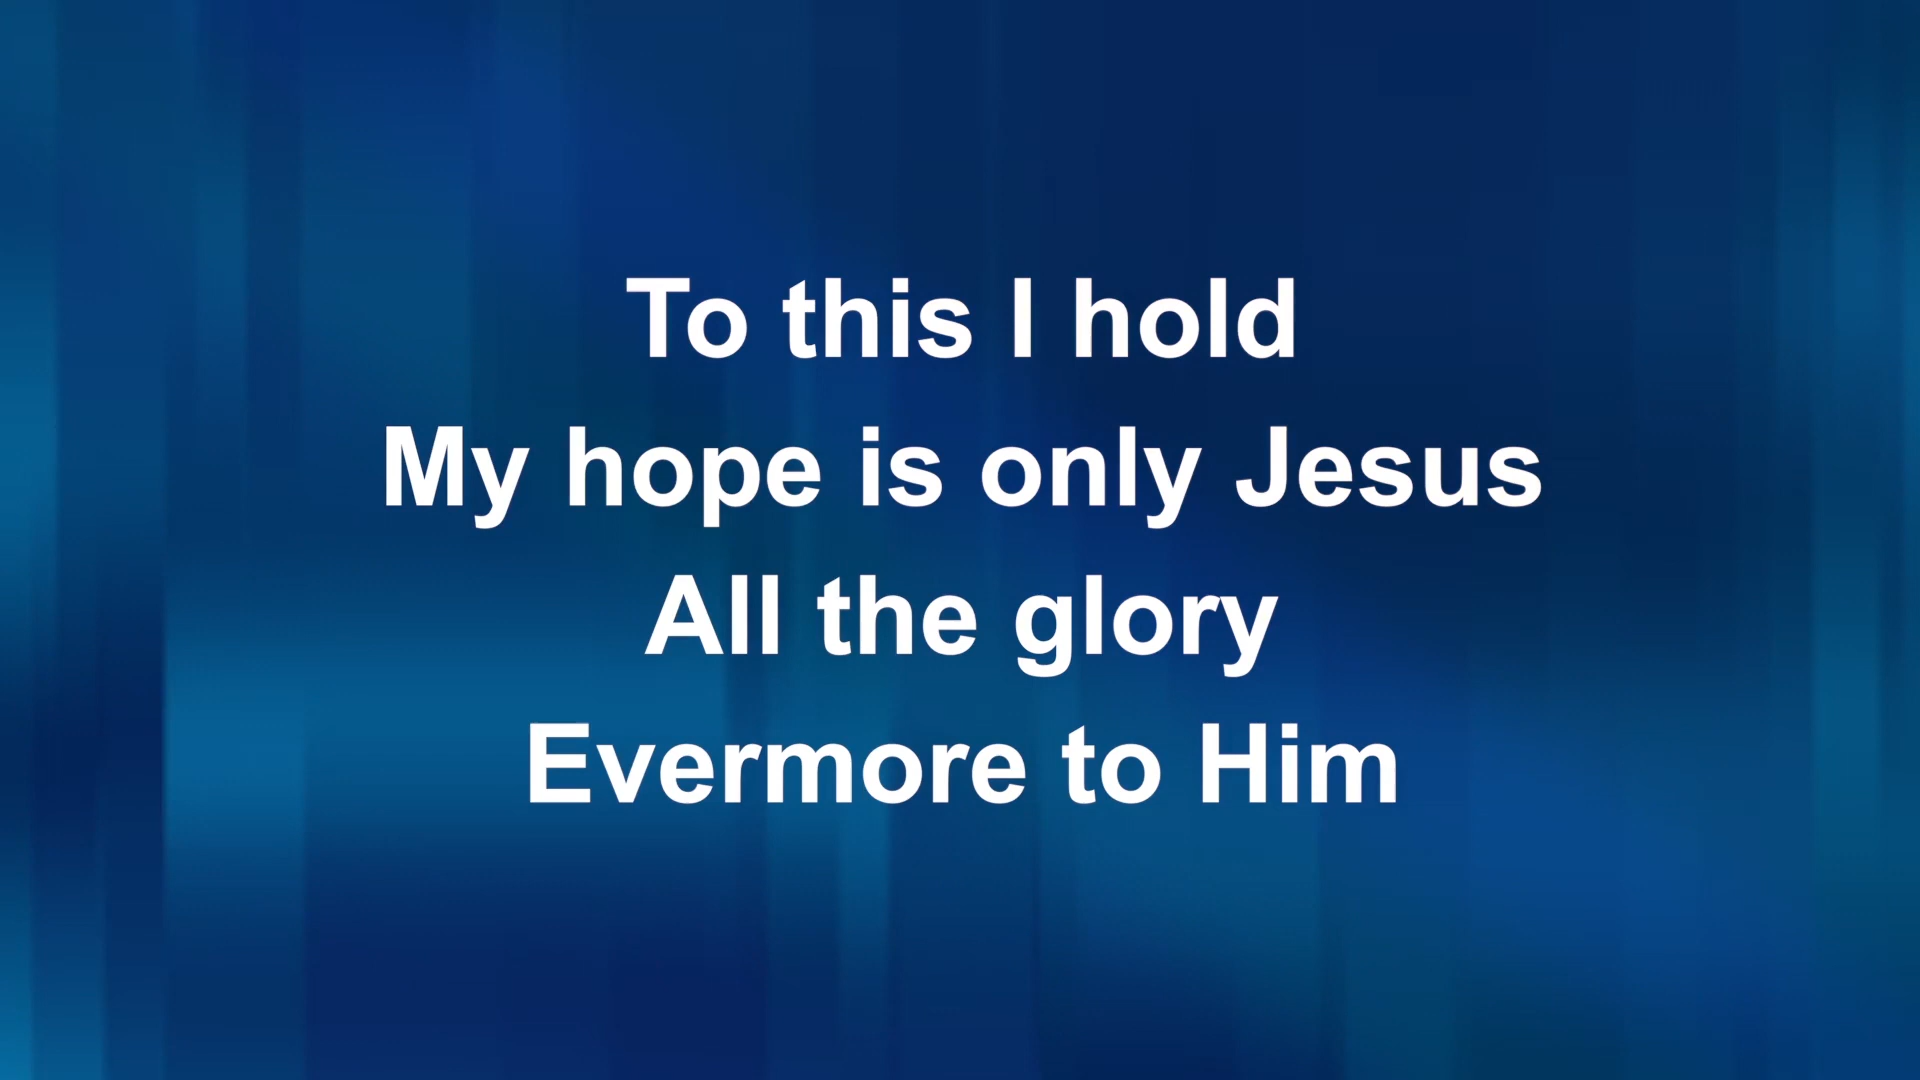 To this I hold
My hope is only Jesus
All the glory
Evermore to Him